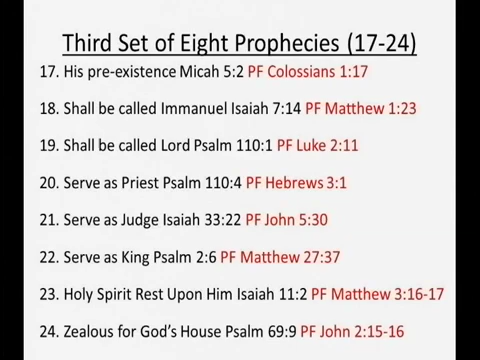 Third Set of Eight Prophecies (17-24)
17. His pre-existence Micah 5:2 PF Colossians 1:17
18. Shall be called Immanuel Isaiah 7:14 PF Matthew 1:23
19. Shall be called Lord Psalm 110:1 PF Luke 2:11
20. Serve as Priest Psalm 110:4 PF Hebrews 3:1
21. Serve as Judge Isaiah 33:22 PF John 5:30
22. Serve as King Psalm 2:6 PF Matthew 27:37
23. Holy Spirit Rest Upon Him Isaiah 11:2 PF Matthew 3:16-17
24. Zealous for God's House Psalm 69:9 PF John 2:15-16